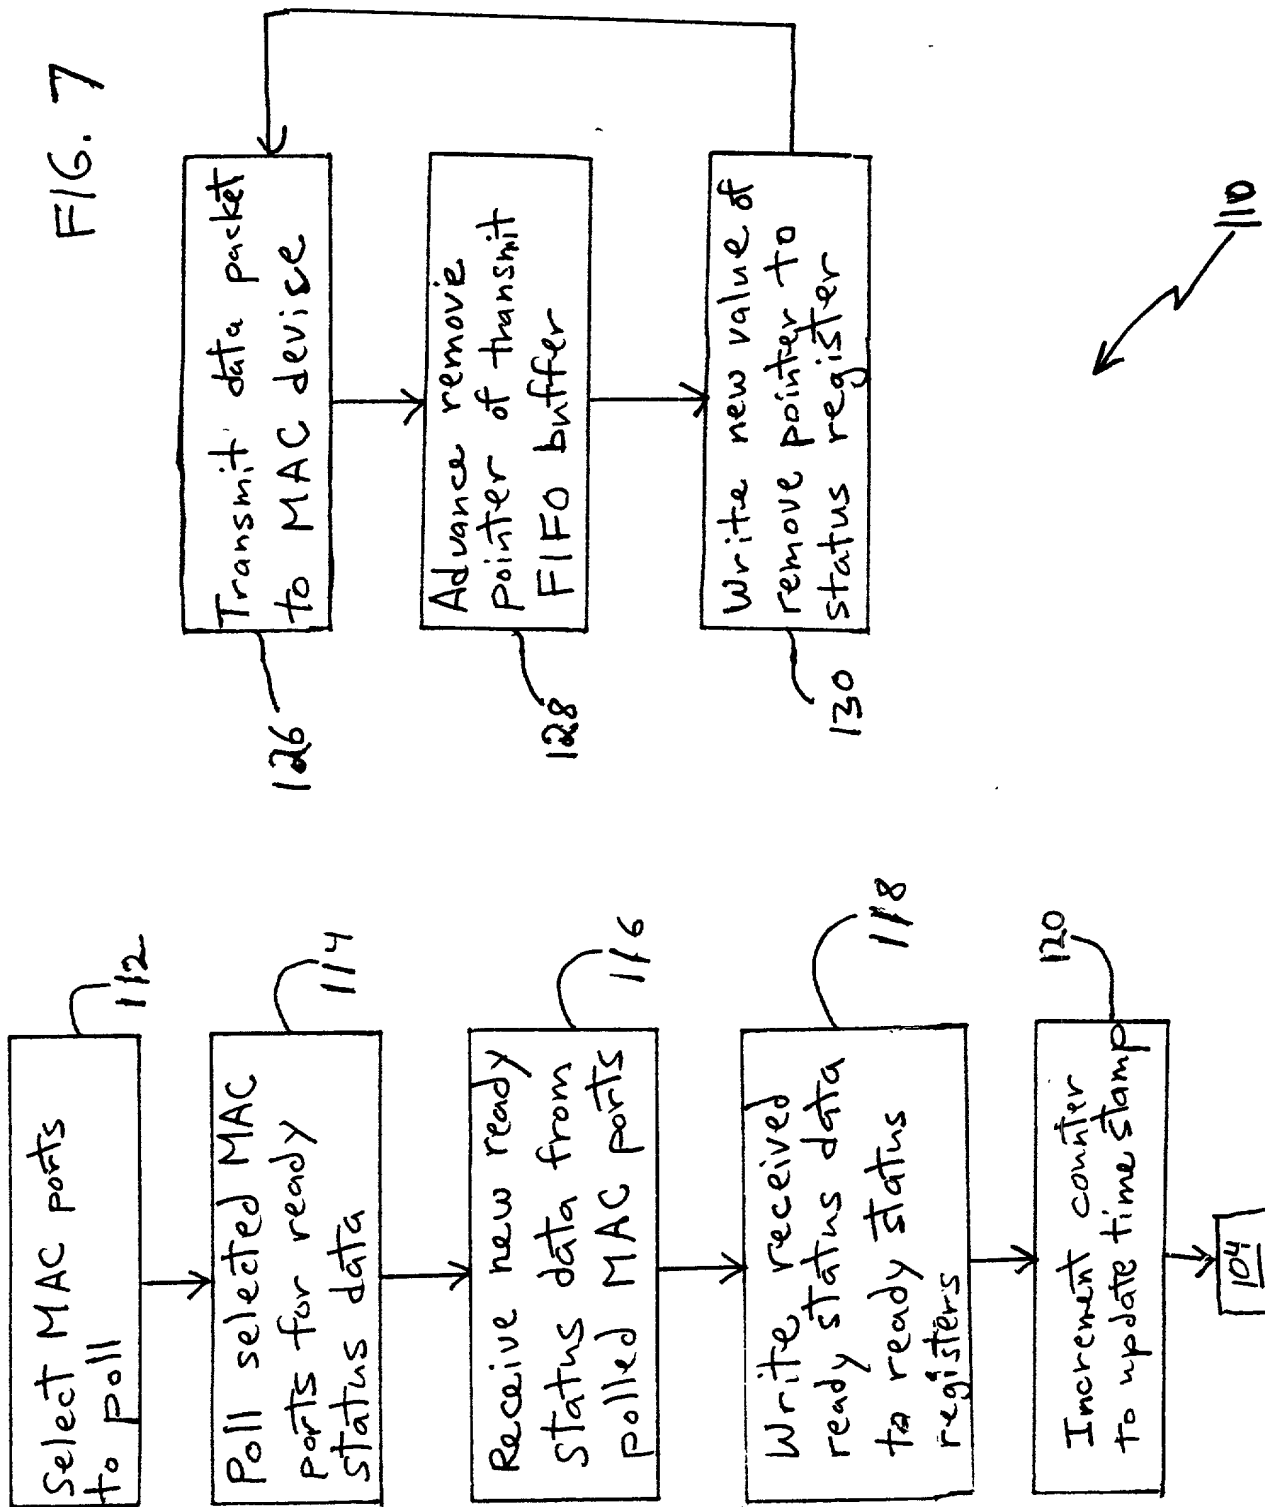 FIG. 7
Select MAC ports
to poll
112
Poll selected MAC
ports for ready
status data
114
Receive new ready
status data from
polled MAC ports
116
Write received
ready status data
to ready status
registers
118
Increment counter
to update time stamp
120
104
Transmit data packet
to MAC device
126
Advance remove
pointer of transmit
FIFO buffer
128
Write new value of
remove pointer to
status register
130
110